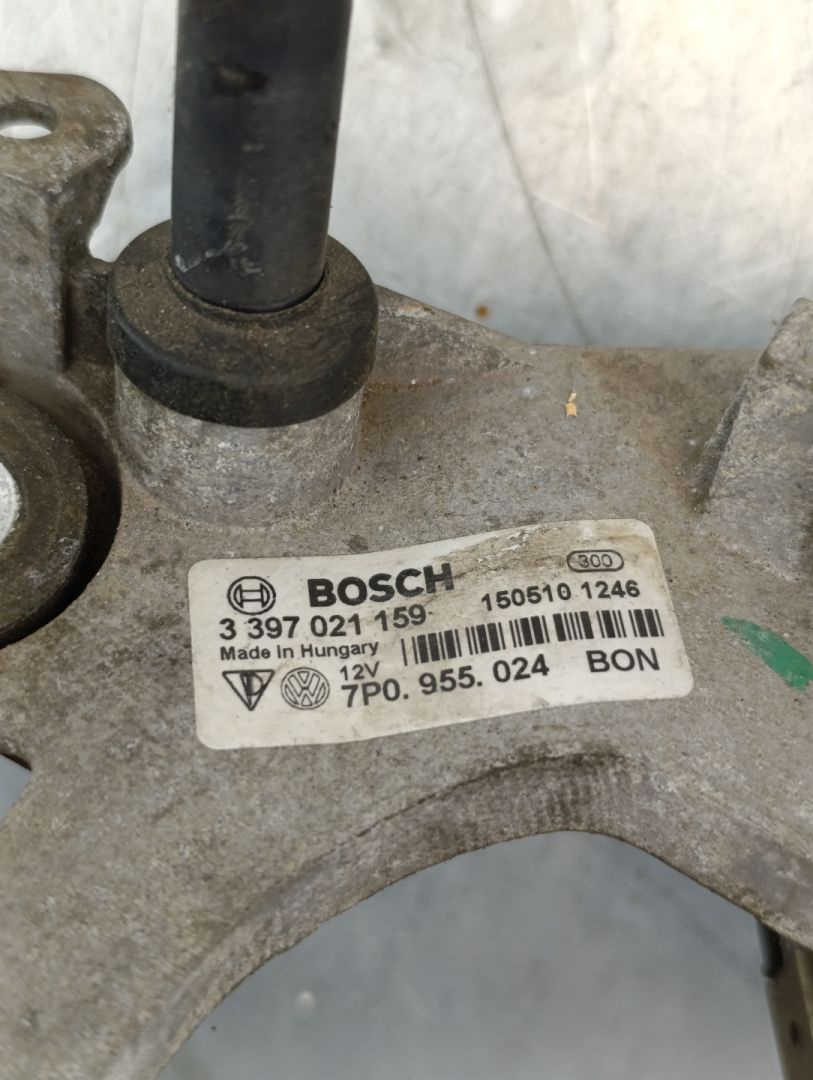 300
BOSCH
150510 1246
3 397 021 159
Made in Hungary
12V
7P0. 955. 024 BON